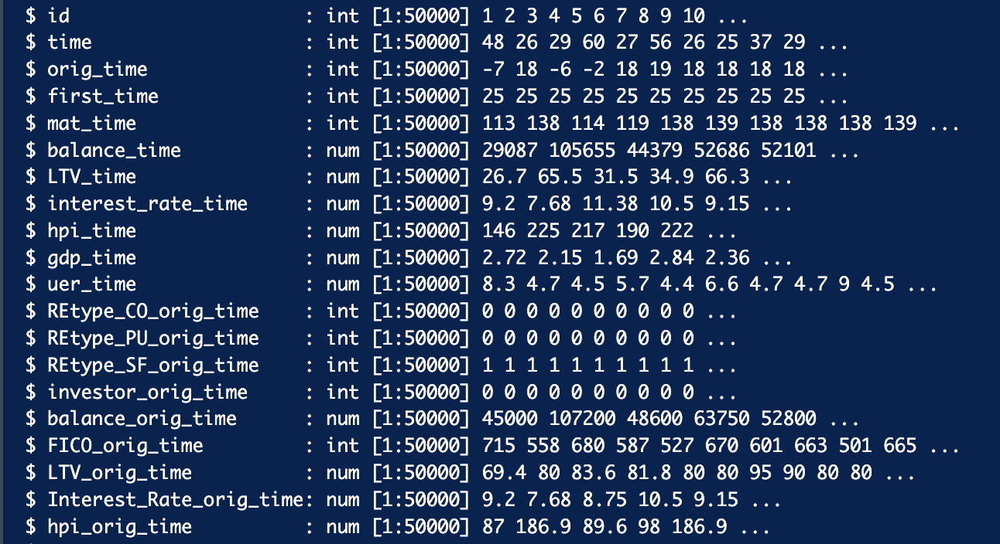 $ id                     : int [1:50000] 1 2 3 4 5 6 7 8 9 10 ...
$ time                   : int [1:50000] 48 26 29 60 27 56 26 25 37 29 ...
$ orig_time              : int [1:50000] -7 18 -6 -2 18 19 18 18 18 18 ...
$ first_time             : int [1:50000] 25 25 25 25 25 25 25 25 25 25 ...
$ mat_time               : int [1:50000] 113 138 114 119 138 139 138 138 138 139 ...
$ balance_time           : num [1:50000] 29087 105655 44379 52686 52101 ...
$ LTV_time               : num [1:50000] 26.7 65.5 31.5 34.9 66.3 ...
$ interest_rate_time     : num [1:50000] 9.2 7.68 11.38 10.5 9.15 ...
$ hpi_time               : num [1:50000] 146 225 217 190 222 ...
$ gdp_time               : num [1:50000] 2.72 2.15 1.69 2.84 2.36 ...
$ uer_time               : num [1:50000] 8.3 4.7 4.5 5.7 4.4 6.6 4.7 4.7 9 4.5 ...
$ REtype_CO_orig_time    : int [1:50000] 0 0 0 0 0 0 0 0 0 0 ...
$ REtype_PU_orig_time    : int [1:50000] 0 0 0 0 0 0 0 0 0 0 ...
$ REtype_SF_orig_time    : int [1:50000] 1 1 1 1 1 1 1 1 1 1 ...
$ investor_orig_time     : int [1:50000] 0 0 0 0 0 0 0 0 0 0 ...
$ balance_orig_time      : num [1:50000] 45000 107200 48600 63750 52800 ...
$ FICO_orig_time         : int [1:50000] 715 558 680 587 527 670 601 663 501 665 ...
$ LTV_orig_time          : num [1:50000] 69.4 80 83.6 81.8 80 80 95 90 80 80 ...
$ Interest_Rate_orig_time: num [1:50000] 9.2 7.68 8.75 10.5 9.15 ...
$ hpi_orig_time          : num [1:50000] 87 186.9 89.6 98 186.9 ...